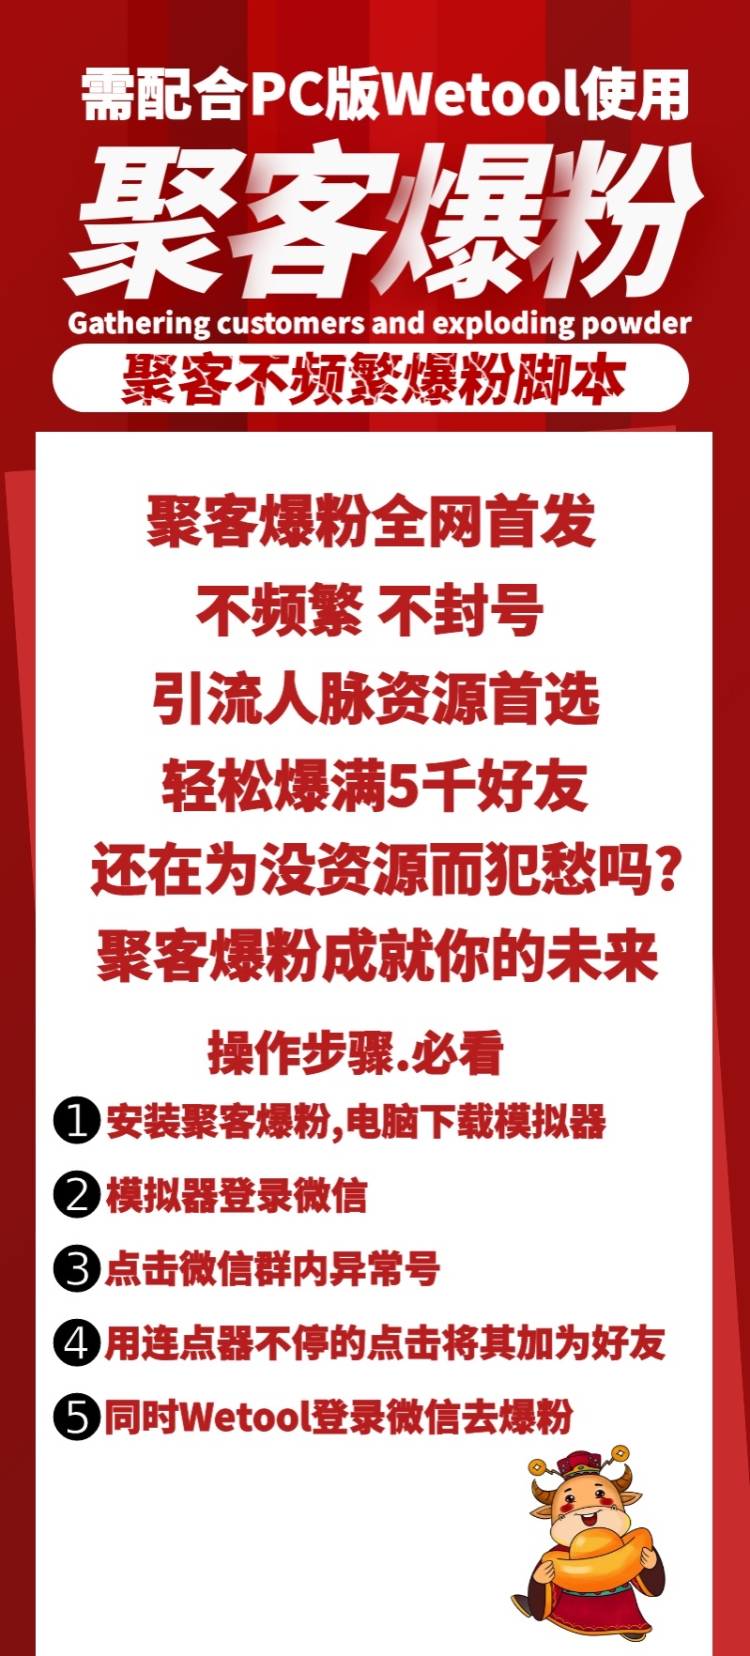 需配合PC版Wetool使用
聚客爆粉
Gathering customers and exploding powder
聚客不频繁爆粉脚本
聚客爆粉全网首发
不频繁 不封号
引流人脉资源首选
轻松爆满5千好友
还在为没资源而犯愁吗?
聚客爆粉成就你的未来
操作步骤.必看
❶安装聚客爆粉,电脑下载模拟器
❷模拟器登录微信
❸点击微信群内异常号
❹用连点器不停的点击将其加为好友
❺同时Wetool登录微信去爆粉